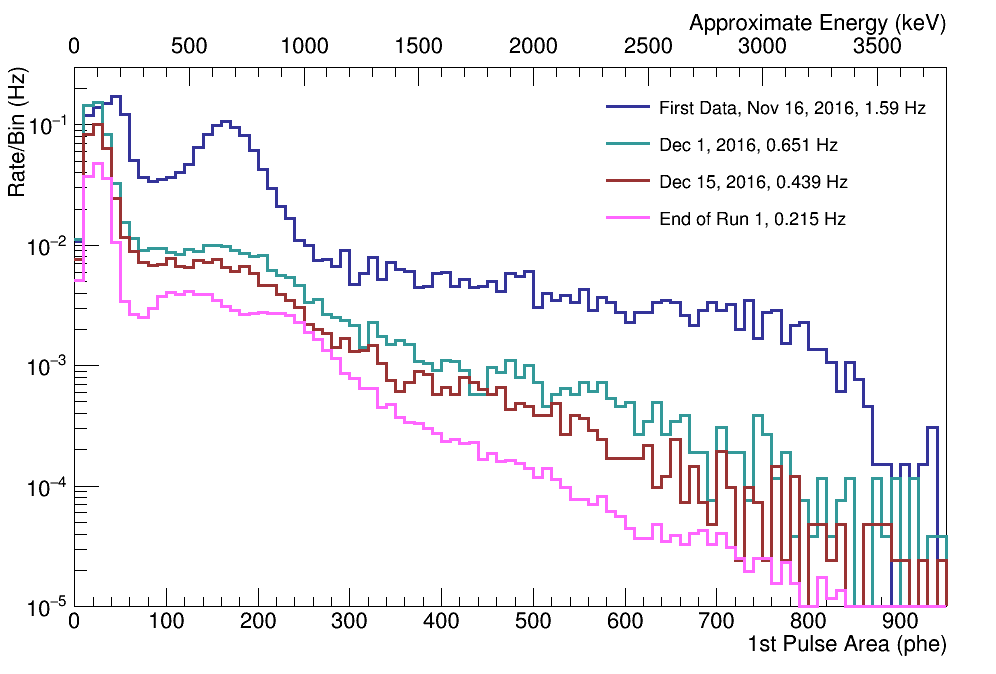 Approximate Energy (keV)
0 500 1000 1500 2000 2500 3000 3500
Rate/Bin (Hz)
First Data, Nov 16, 2016, 1.59 Hz
Dec 1, 2016, 0.651 Hz
Dec 15, 2016, 0.439 Hz
End of Run 1, 0.215 Hz
10⁻¹
10⁻²
10⁻³
10⁻⁴
10⁻⁵
0 100 200 300 400 500 600 700 800 900
1st Pulse Area (phe)